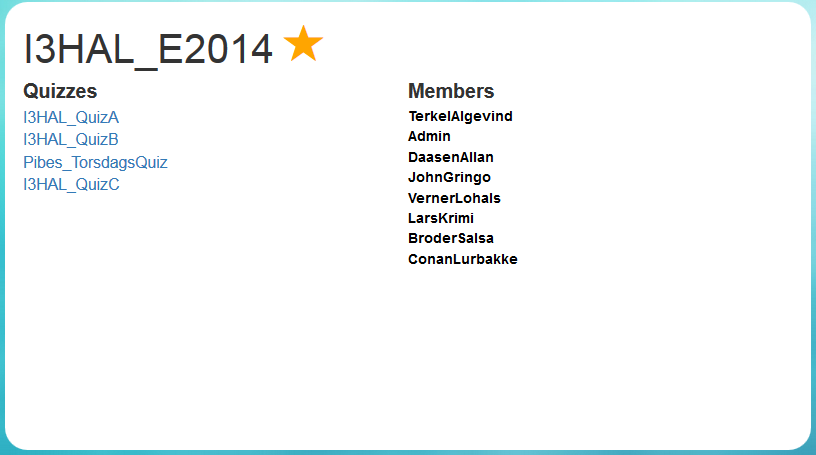 I3HAL_E2014
Quizzes
I3HAL_QuizA
I3HAL_QuizB
Pibes_TorsdagsQuiz
I3HAL_QuizC
Members
TerkelAlgevind
Admin
DaasenAllan
JohnGringo
VernerLohals
LarsKrimi
BroderSalsa
ConanLurbakke